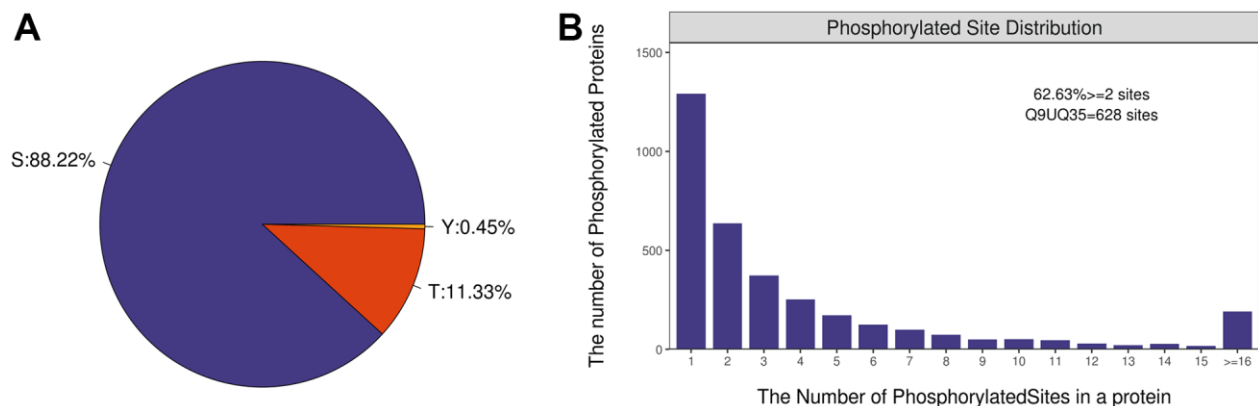 A
S:88.22%
Y:0.45%
T:11.33%
B
Phosphorylated Site Distribution
The number of Phosphorylated Proteins
1500
1000
500
0
62.63%>=2 sites
Q9UQ35=628 sites
1 2 3 4 5 6 7 8 9 10 11 12 13 14 15 >=16
The Number of PhosphorylatedSites in a protein